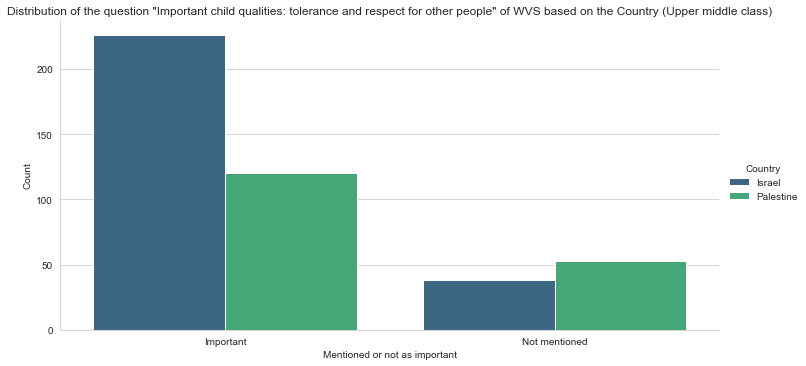 Distribution of the question "Important child qualities: tolerance and respect for other people" of WVS based on the Country (Upper middle class)
200
150
100
50
0
Count
Important
Not mentioned
Mentioned or not as important
Country
Israel
Palestine